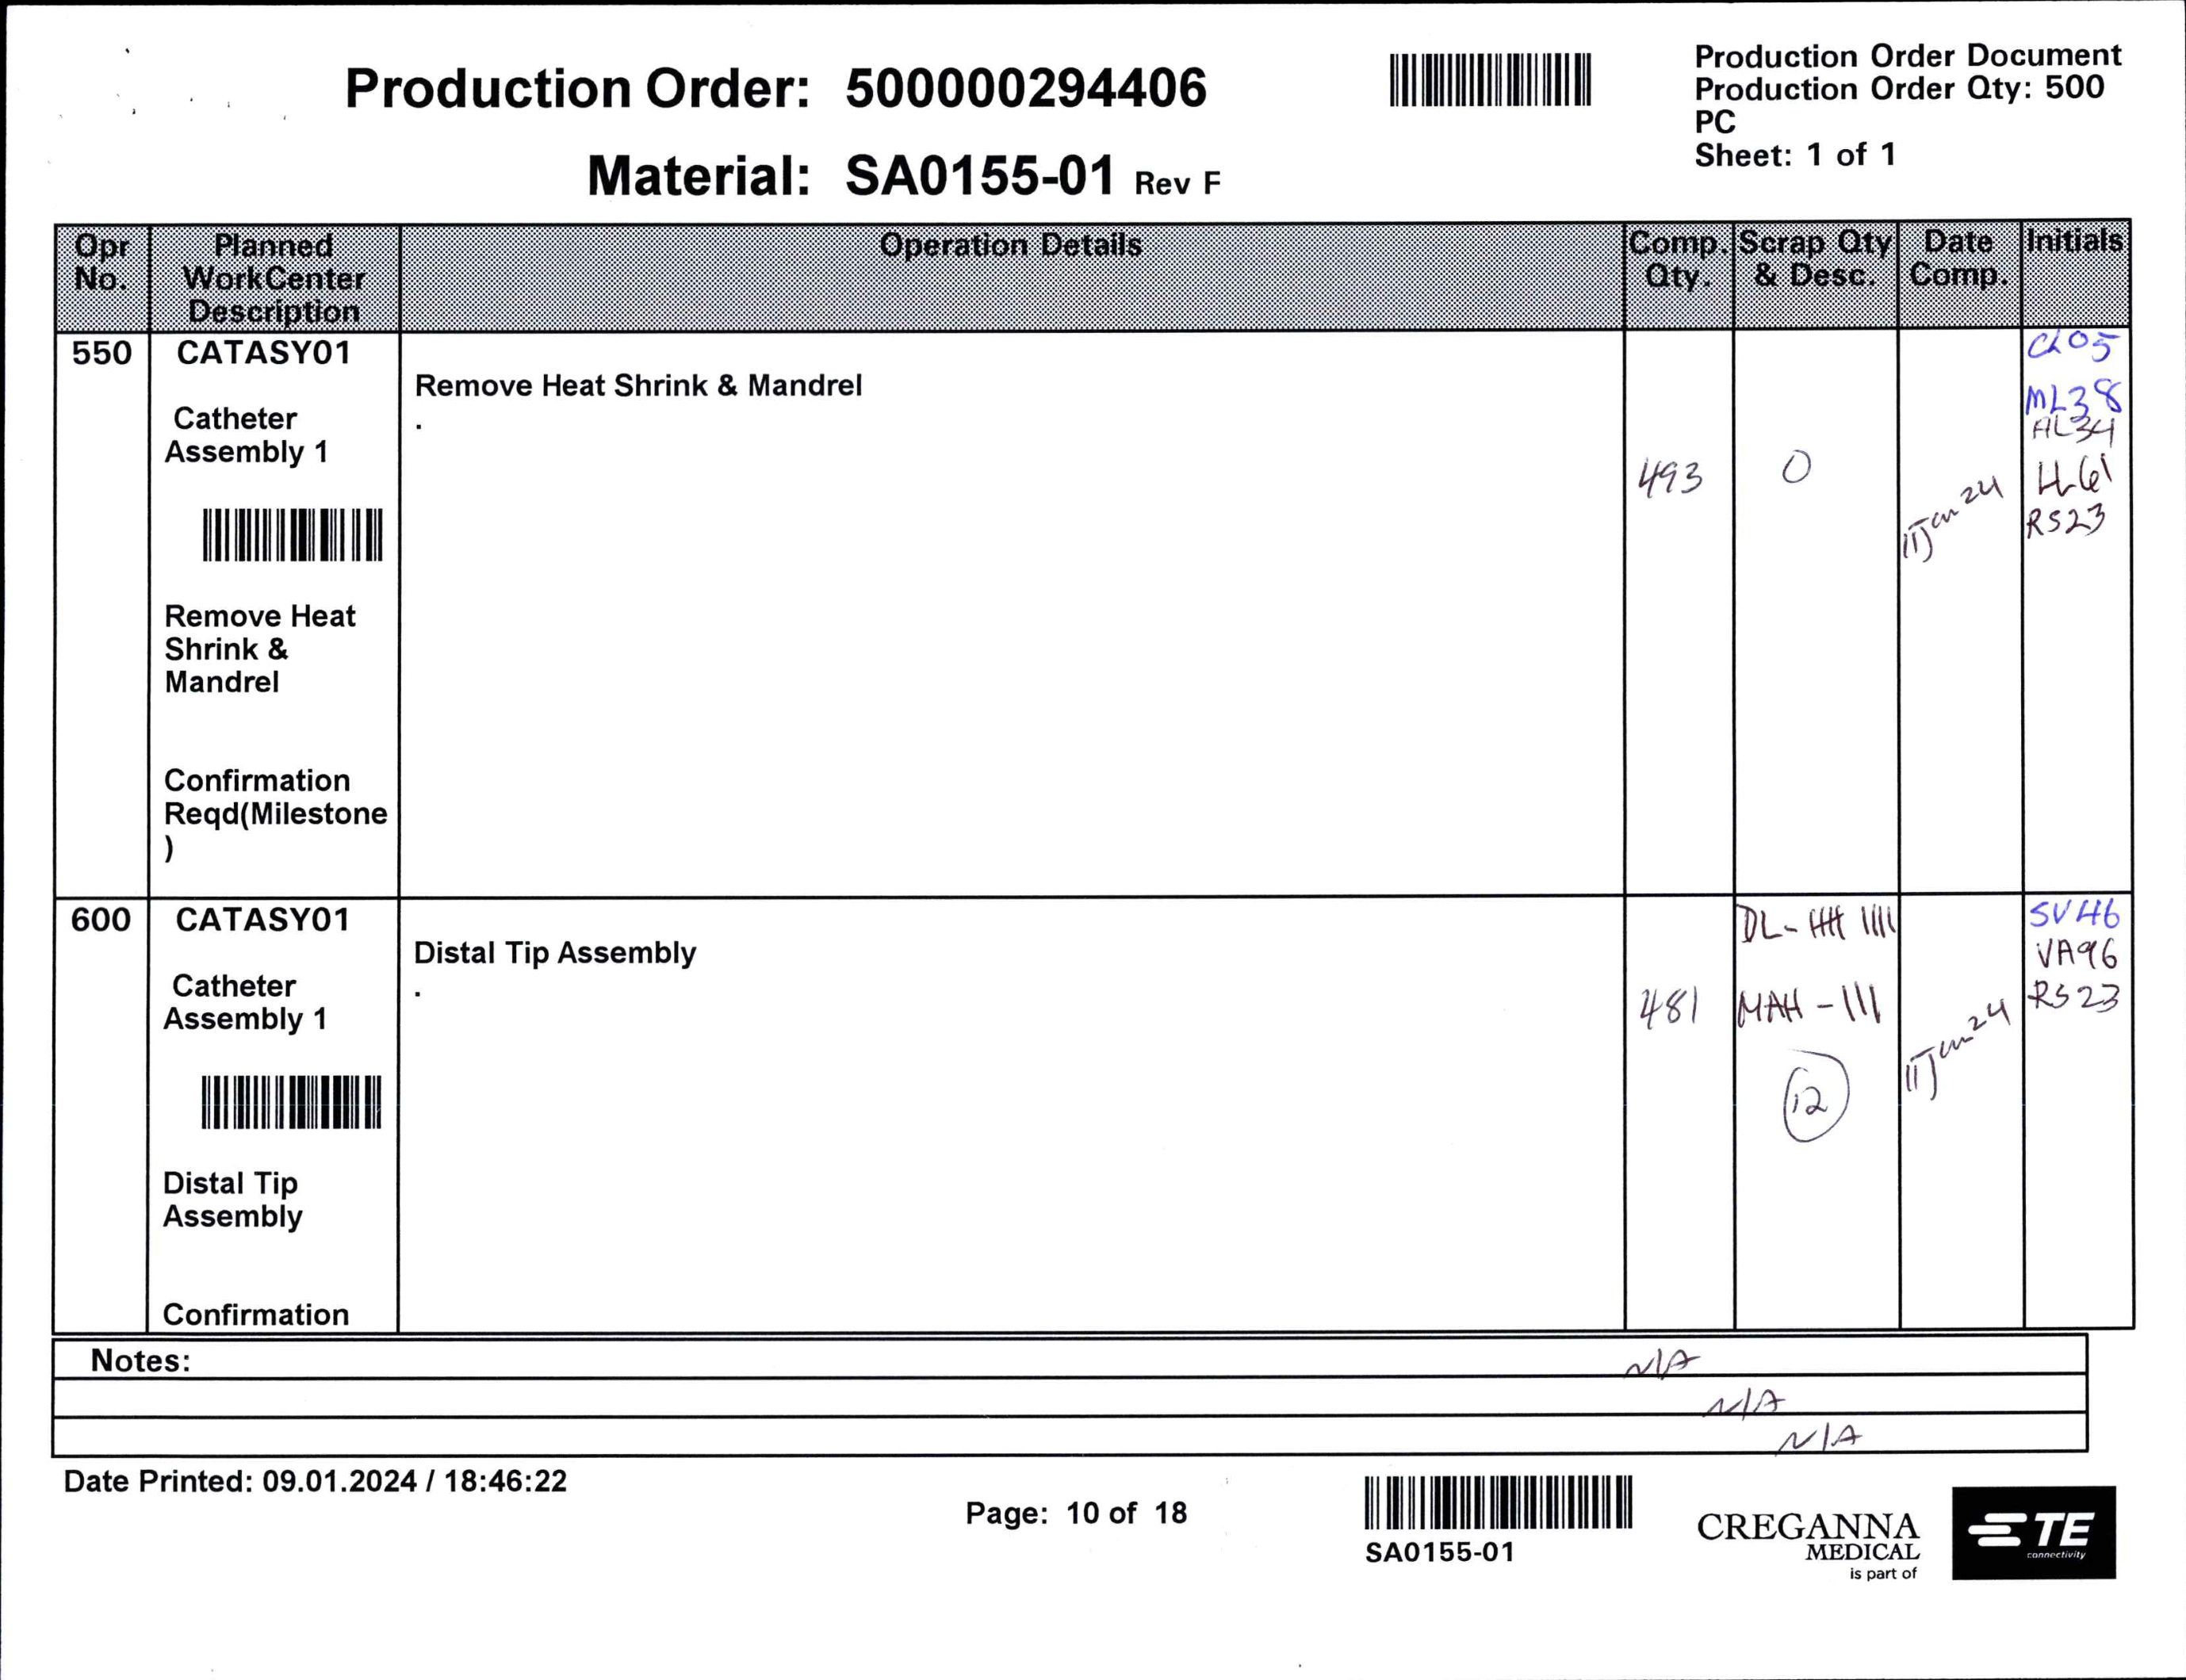 Production Order: 500000294406
Material: SA0155-01 Rev F
Production Order Document
Production Order Qty: 500
PC
Sheet: 1 of 1
Opr No.
Planned WorkCenter Description
Operation Details
Comp. Qty.
Scrap Qty & Desc.
Date Comp.
Initials
550
CATASY01
Catheter
Assembly 1
Remove Heat
Shrink &
Mandrel
Confirmation
Reqd(Milestone
)
Remove Heat Shrink & Mandrel
.
493
0
11Jan24
ML38
AL34
LL61
RS23
600
CATASY01
Catheter
Assembly 1
Distal Tip
Assembly
Confirmation
Distal Tip Assembly
.
481
DL- 卌 IIII
MAH - III
12
11Jan24
SV46
VA96
RS23
Notes:
N/A
N/A
N/A
Date Printed: 09.01.2024 / 18:46:22
Page: 10 of 18
SA0155-01
CREGANNA
MEDICAL
is part of
TE
connectivity